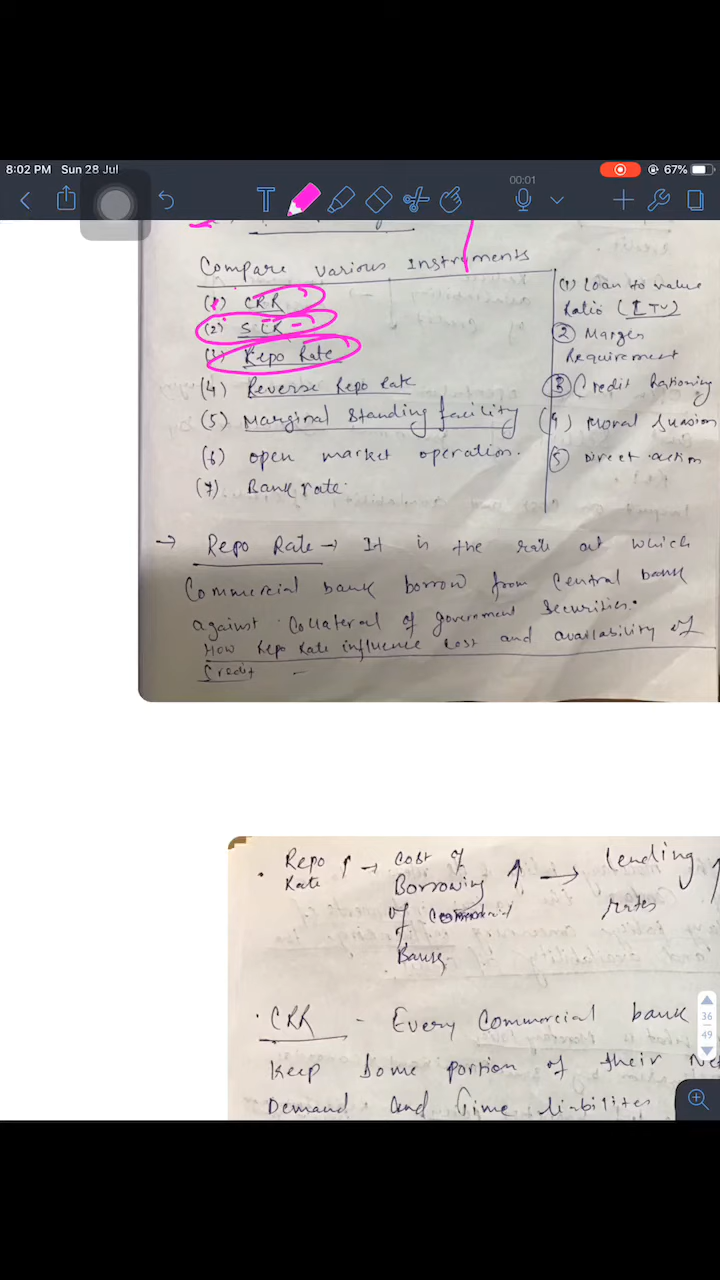 8:02 PM Sun 28 Jul
67%
00:01
T
Compare various Instruments
(1) CRR
(2) SLR -
(3) Repo Rate
(4) Reverse Repo Rate
(5) Marginal Standing facility
(6) open market operation.
(7) Bank rate.
(1) Loan to value
Ratio (LTV)
(2) Margin
Requirement
(3) Credit Rationing
(4) Moral Suasion
(5) Direct action
→ Repo Rate → It is the rate at which
Commercial bank borrow from Central bank
against Collateral of government Securities.
How Repo Rate influence cost and availability of
Credit -
. Repo ↑ → Cost of ↑ → lending ↑
Rate Borrowing rates
of Commercial
Bank
. CRR - Every Commercial bank
Keep Some portion of their Ne
Demand and Time liabilites
36
49